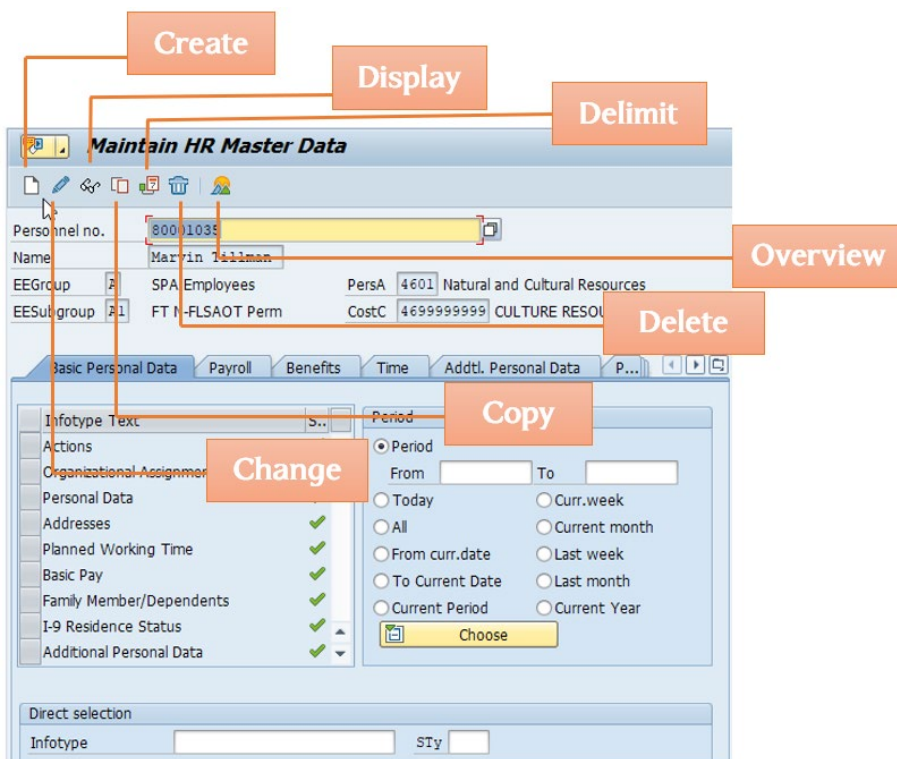 Create
Display
Delimit
Maintain HR Master Data
Personnel no. 80001035
Name Marvin Tillman
Overview
EEGroup A SPA Employees PersA 4601 Natural and Cultural Resources
EESubgroup A1 FT N-FLSAOT Perm CostC 4699999999 CULTURE RESOU
Delete
Basic Personal Data Payroll Benefits Time Addtl. Personal Data P...
Copy
Infotype Text S..
Actions
Organizational Assignmen
Change
Personal Data
Addresses
Planned Working Time
Basic Pay
Family Member/Dependents
I-9 Residence Status
Additional Personal Data
Period
Period
From To
Today Curr.week
All Current month
From curr.date Last week
To Current Date Last month
Current Period Current Year
Choose
Direct selection
Infotype STy